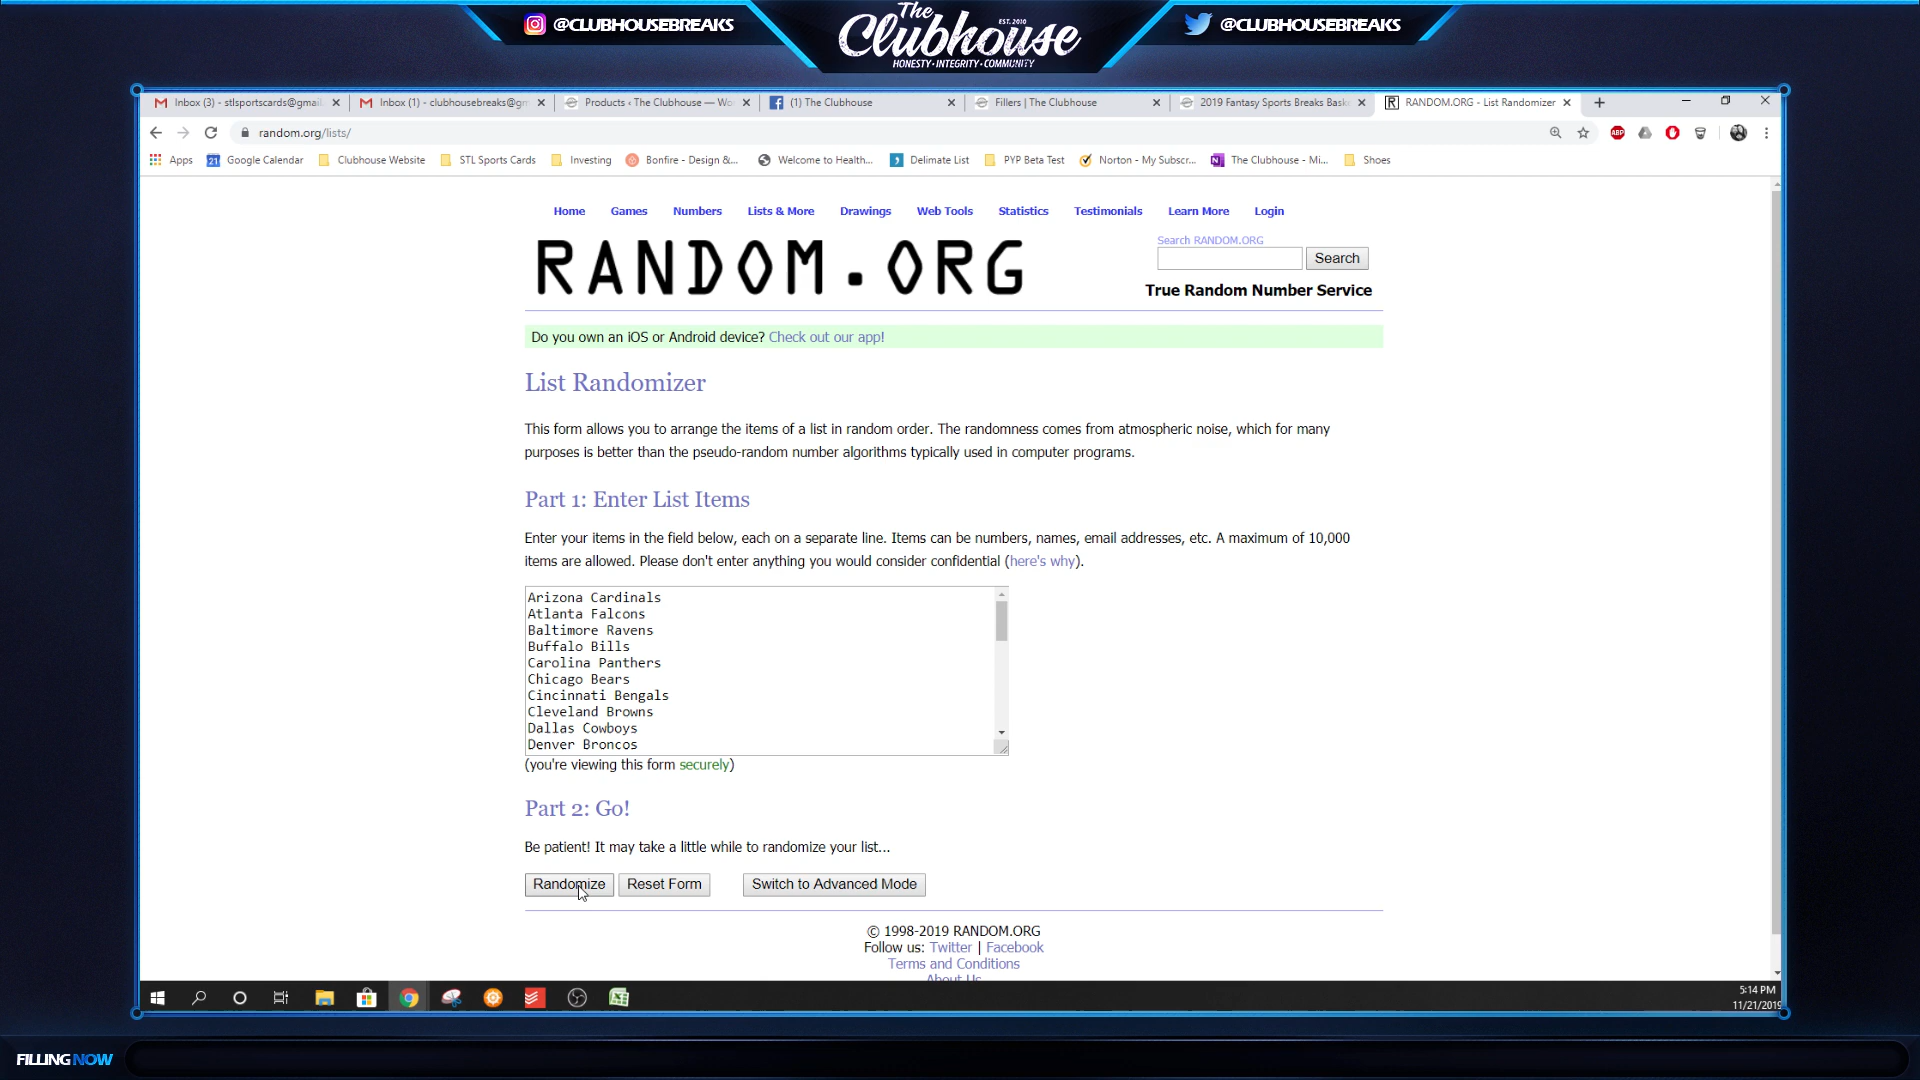 @CLUBHOUSEBREAKS
The
EST. 2010
Clubhouse
HONESTY • INTEGRITY • COMMUNITY
@CLUBHOUSEBREAKS
Inbox (3) - stlsportscards@gmail.
Inbox (1) - clubhousebreaks@gm
Products ‹ The Clubhouse — Wo
(1) The Clubhouse
Fillers | The Clubhouse
2019 Fantasy Sports Breaks Bask
RANDOM.ORG - List Randomizer
random.org/lists/
ABP
Apps
21
Google Calendar
Clubhouse Website
STL Sports Cards
Investing
Bonfire - Design &...
Welcome to Health...
Delimate List
PYP Beta Test
Norton - My Subscr...
The Clubhouse - Mi...
Shoes
Home Games Numbers Lists & More Drawings Web Tools Statistics Testimonials Learn More Login
RANDOM.ORG
Search RANDOM.ORG
Search
True Random Number Service
Do you own an iOS or Android device? Check out our app!
List Randomizer
This form allows you to arrange the items of a list in random order. The randomness comes from atmospheric noise, which for many
purposes is better than the pseudo-random number algorithms typically used in computer programs.
Part 1: Enter List Items
Enter your items in the field below, each on a separate line. Items can be numbers, names, email addresses, etc. A maximum of 10,000
items are allowed. Please don't enter anything you would consider confidential (here's why).
Arizona Cardinals
Atlanta Falcons
Baltimore Ravens
Buffalo Bills
Carolina Panthers
Chicago Bears
Cincinnati Bengals
Cleveland Browns
Dallas Cowboys
Denver Broncos
(you're viewing this form securely)
Part 2: Go!
Be patient! It may take a little while to randomize your list...
Randomize Reset Form Switch to Advanced Mode
© 1998-2019 RANDOM.ORG
Follow us: Twitter | Facebook
Terms and Conditions
About Us
5:14 PM
11/21/2019
FILLING NOW